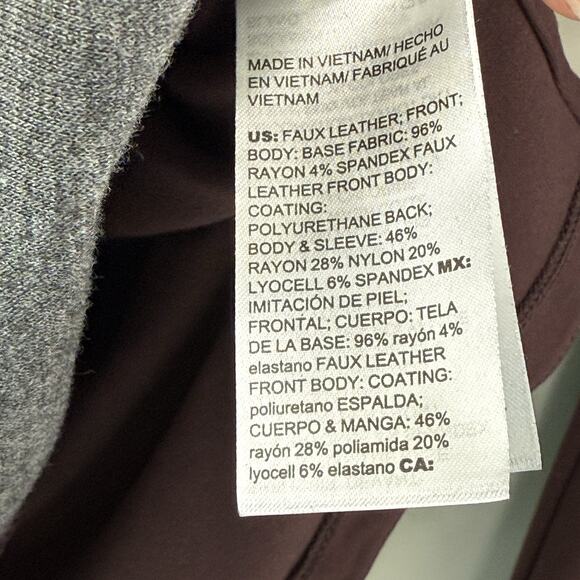 MADE IN VIETNAM/ HECHO
EN VIETNAM/ FABRIQUÉ AU
VIETNAM
US: FAUX LEATHER; FRONT;
BODY: BASE FABRIC: 96%
RAYON 4% SPANDEX FAUX
LEATHER FRONT BODY:
COATING:
POLYURETHANE BACK;
BODY & SLEEVE: 46%
RAYON 28% NYLON 20%
LYOCELL 6% SPANDEX MX:
IMITACIÓN DE PIEL;
FRONTAL; CUERPO: TELA
DE LA BASE: 96% rayón 4%
elastano FAUX LEATHER
FRONT BODY: COATING:
poliuretano ESPALDA;
CUERPO & MANGA: 46%
rayón 28% poliamida 20%
lyocell 6% elastano CA: